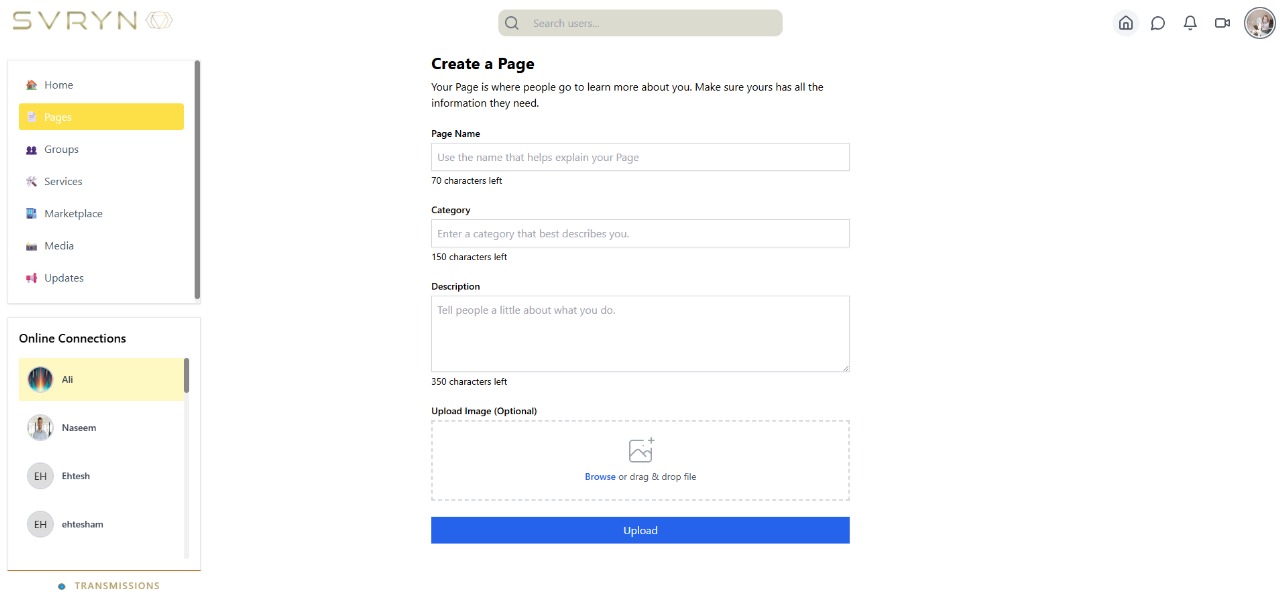 SVRYN
Search users...
Home
Pages
Groups
Services
Marketplace
Media
Updates
Online Connections
Ali
Naseem
EH Ehtesh
EH ehtesham
TRANSMISSIONS
Create a Page
Your Page is where people go to learn more about you. Make sure yours has all the
information they need.
Page Name
Use the name that helps explain your Page
70 characters left
Category
Enter a category that best describes you.
150 characters left
Description
Tell people a little about what you do.
350 characters left
Upload Image (Optional)
Browse or drag & drop file
Upload